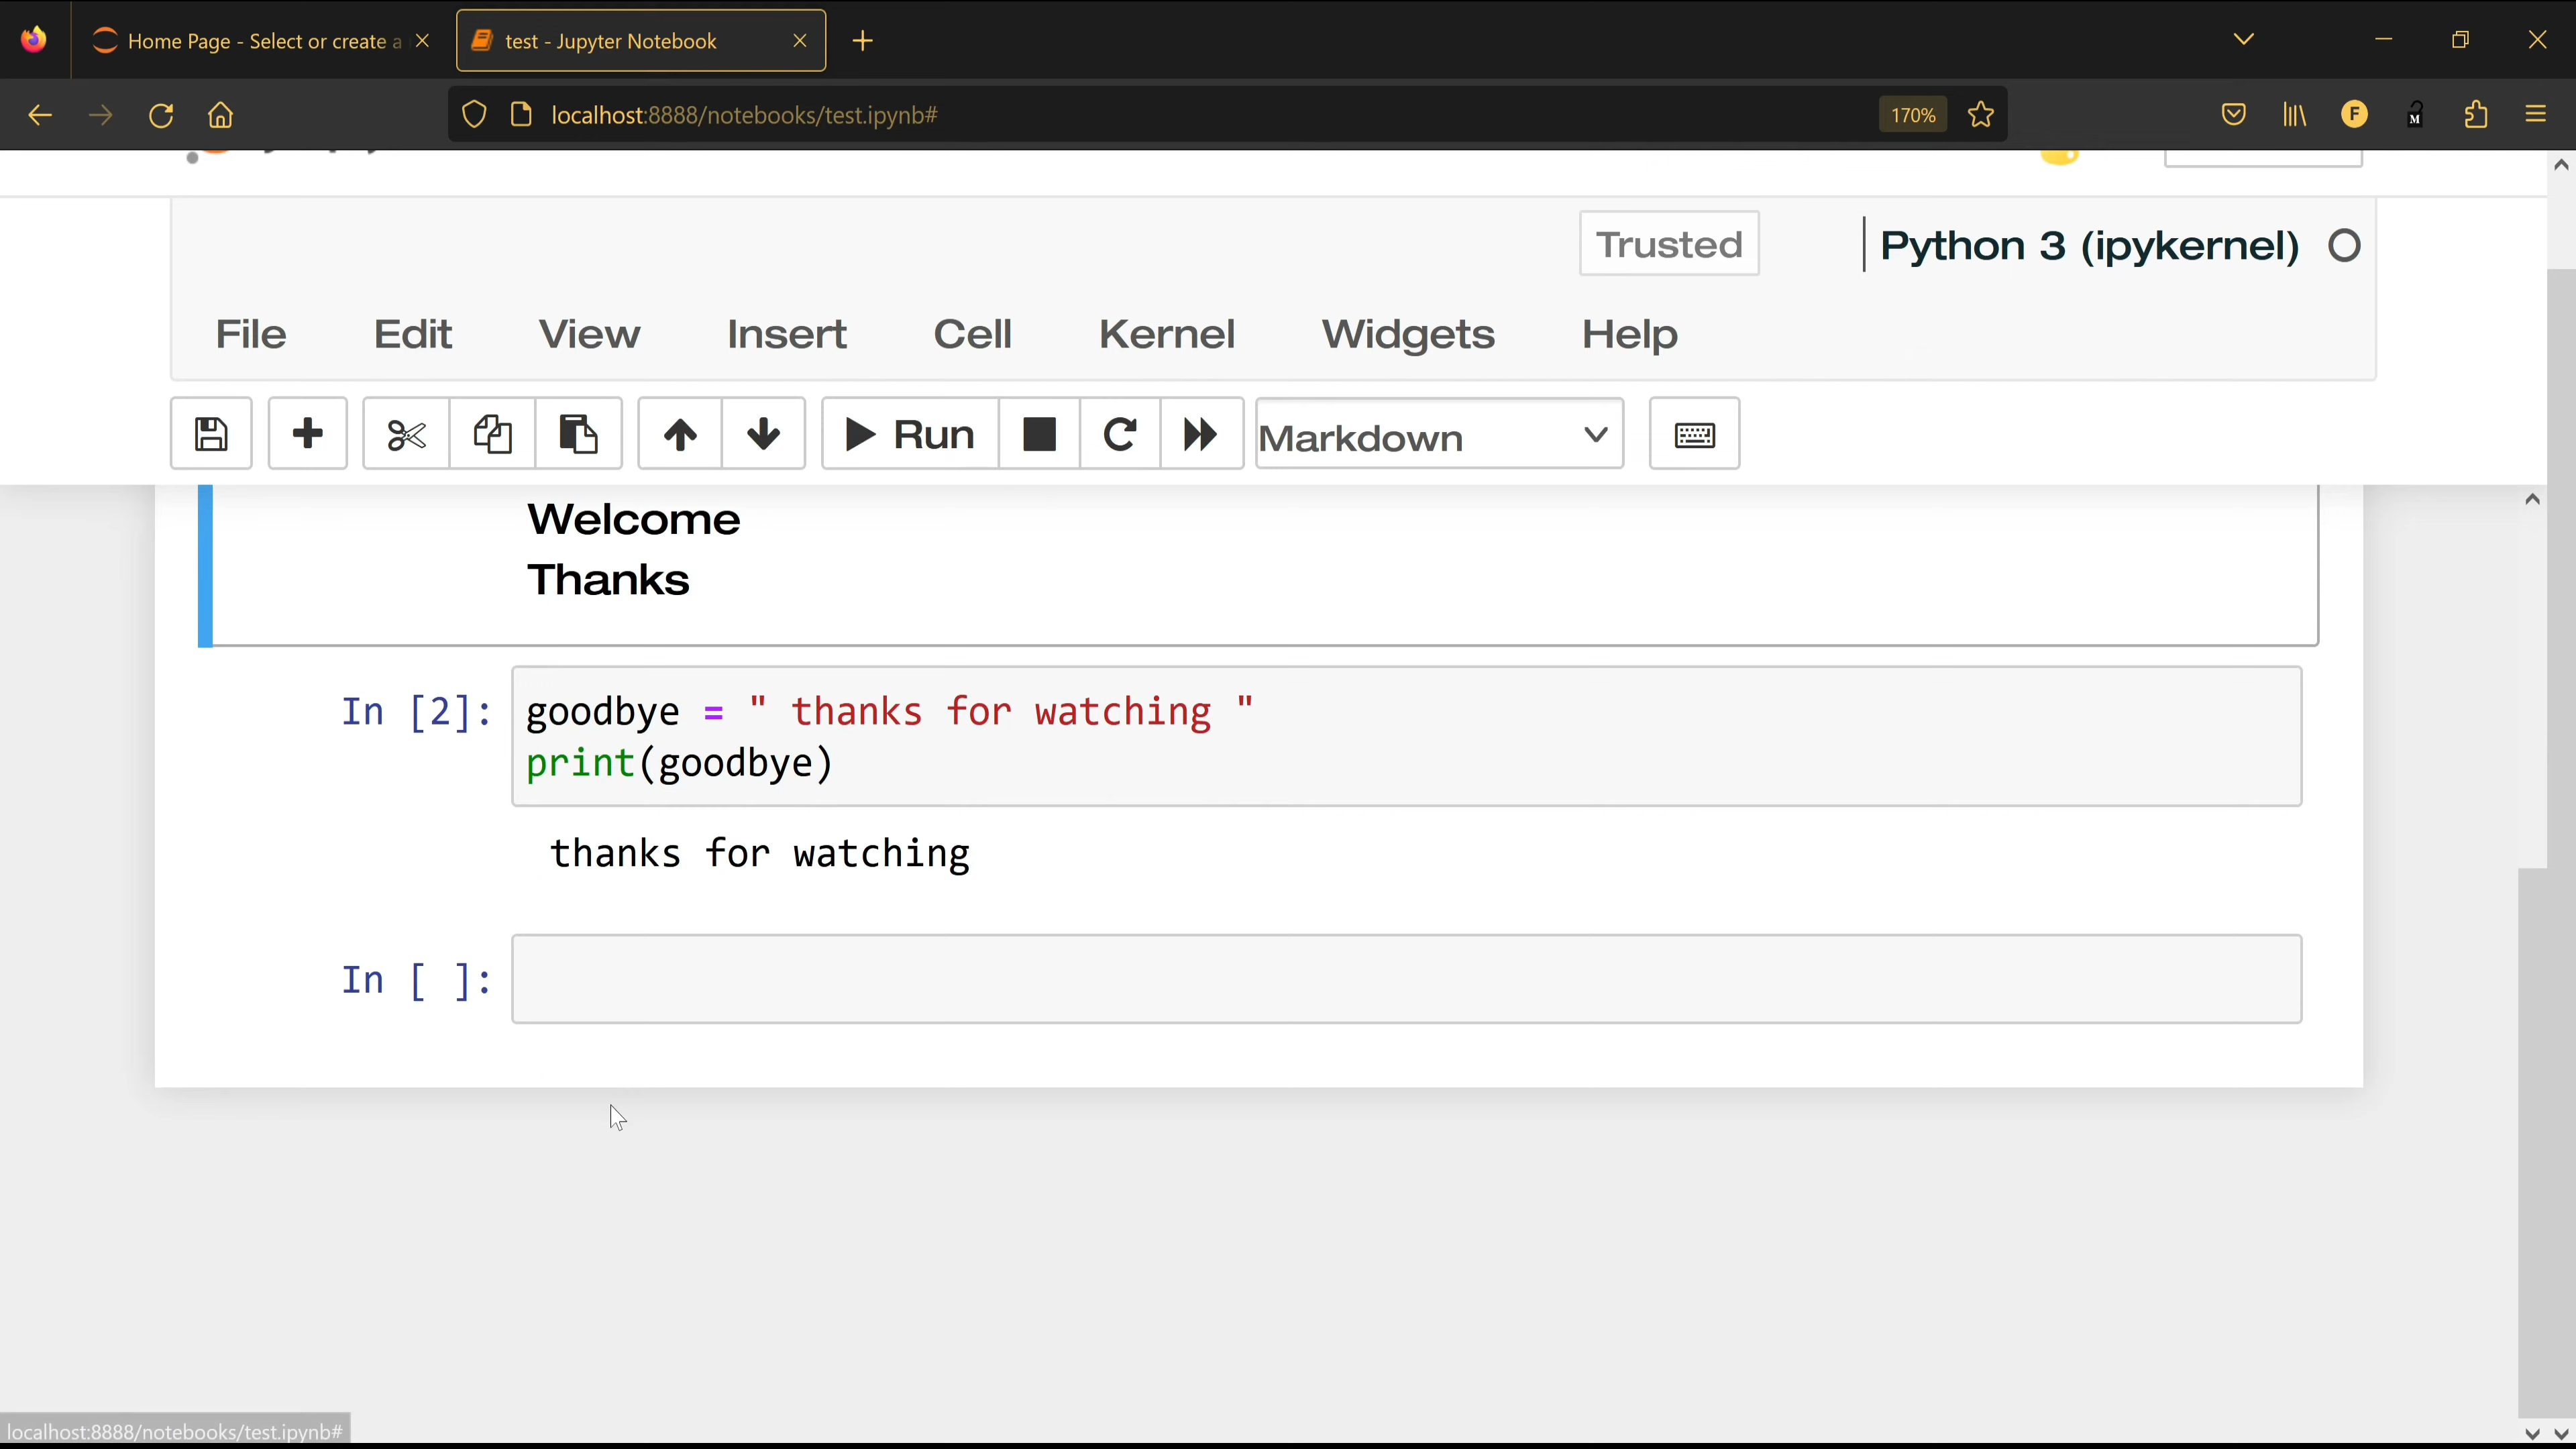 Home Page - Select or create a
test - Jupyter Notebook
localhost:8888/notebooks/test.ipynb#
170%
F
M
Trusted
Python 3 (ipykernel)
File Edit View Insert Cell Kernel Widgets Help
Run
Markdown
Welcome
Thanks
In [2]: goodbye = " thanks for watching "
print(goodbye)
thanks for watching
In [ ]:
localhost:8888/notebooks/test.ipynb#